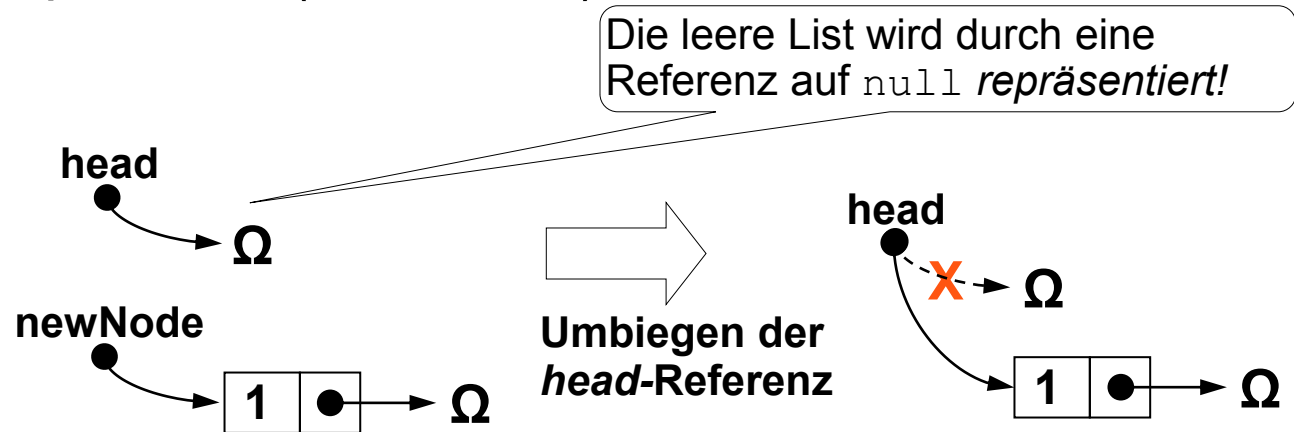 Die leere List wird durch eine
Referenz auf null repräsentiert!
head
Ω
newNode
1
Ω
Umbiegen der
head-Referenz
head
X
Ω
1
Ω